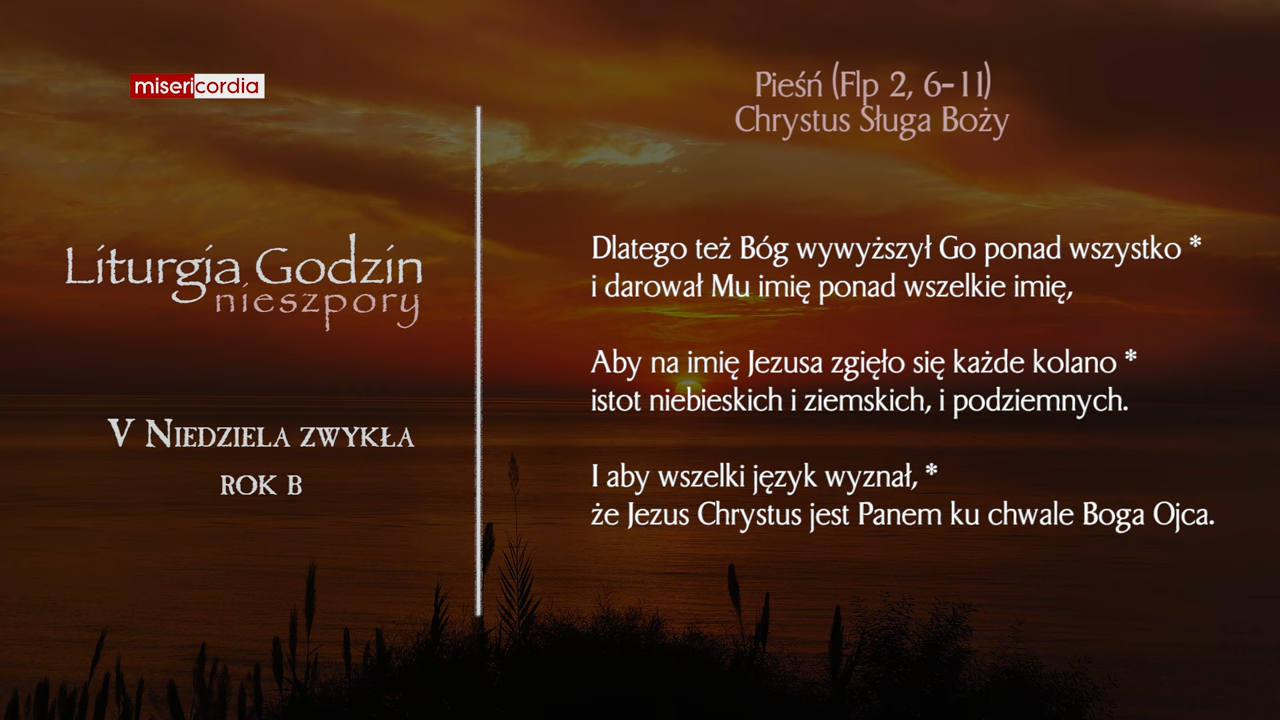 misericordia
Liturgia Godzin
nieszpory
V Niedziela zwykła
rok B
Pieśń (Flp 2, 6-11)
Chrystus Sługa Boży
Dlatego też Bóg wywyższył Go ponad wszystko *
i darował Mu imię ponad wszelkie imię,
Aby na imię Jezusa zgięło się każde kolano *
istot niebieskich i ziemskich, i podziemnych.
I aby wszelki język wyznał, *
że Jezus Chrystus jest Panem ku chwale Boga Ojca.